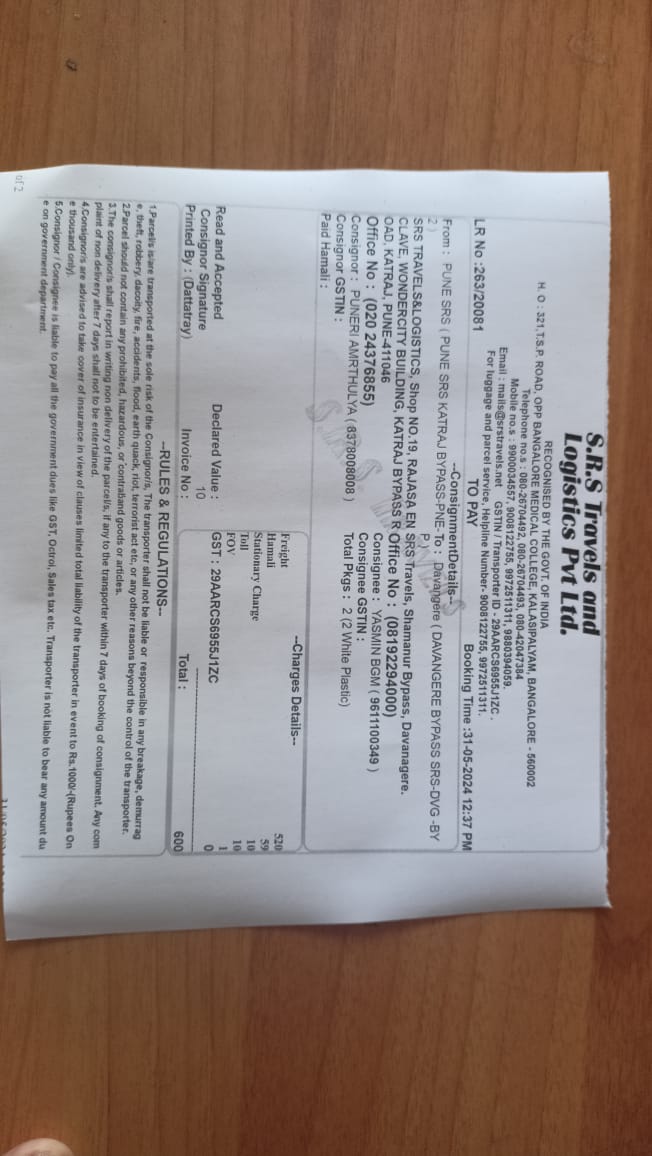 S.R.S Travels and
Logistics Pvt Ltd.
RECOGNISED BY THE GOVT. OF INDIA
H. O : 321,T.S.P. ROAD, OPP BANGALORE MEDICAL COLLEGE, KALASIPALYAM, BANGALORE - 560002
Telephone no.s : 080-26704492, 080-26704493, 080-42047384
Mobile no.s : 9900034557, 9008122755, 9972511311, 9880394059.
Email : mails@srstravels.net GSTIN / Transporter ID - 29AARCS6955J1ZC .
For luggage and parcel service, Helpline Number- 9008122755, 9972511311.
TO PAY
LR No :263/20081
Booking Time :31-05-2024 12:37 PM
--ConsignmentDetails--
From : PUNE SRS ( PUNE SRS KATRAJ BYPASS-PNE-
2 )
SRS TRAVELS&LOGISTICS, Shop NO.19, RAJASA EN
CLAVE, WONDERCITY BUILDING, KATRAJ BYPASS R
OAD, KATRAJ, PUNE-411046
Office No : (020 24376855)
Consignor : PUNERI AMRTHULYA ( 8378008008 )
Consignor GSTIN :
Paid Hamali :
To : Davangere ( DAVANGERE BYPASS SRS-DVG -BY
P )
SRS Travels, Shamanur Bypass, Davanagere.
Office No : (08192294000)
Consignee : YASMIN BGM ( 9611100349 )
Consignee GSTIN :
Total Pkgs : 2 (2 White Plastic)
Read and Accepted
Consignor Signature
Printed By : (Dattatray)
Declared Value :
10
Invoice No :
--Charges Details--
Freight 520
Hamali 59
Stationary Charge 10
Toll 10
FOV 1
GST : 29AARCS6955J1ZC 0
Total : 600
--RULES & REGULATIONS--
1.Parcel/s is/are transported at the sole risk of the Consignor/s, The transporter shall not be liable or responsible in any breakage, demurrag
e, theft, robbery, dacoity, fire, accidents, flood, earth quack, riot, terrorist act etc, or any other reasons beyond the control of the transporter.
2.Parcel should not contain any prohibited, hazardous, or contraband goods or articles.
3.The consignor/s shall report in writing non delivery of the parcel/s, if any to the transporter within 7 days of booking of consignment. Any com
plaint of non delivery after 7 days shall not to be entertained.
4.Consignor/s are advised to take cover of insurance in view of clauses limited total liability of the transporter in event to Rs.1000/-(Rupees On
e thousand only).
5.Consignor / Consignee is liable to pay all the government dues like GST, Octroi, Sales tax etc. Transporter is not liable to bear any amount du
e on government department.
of 2